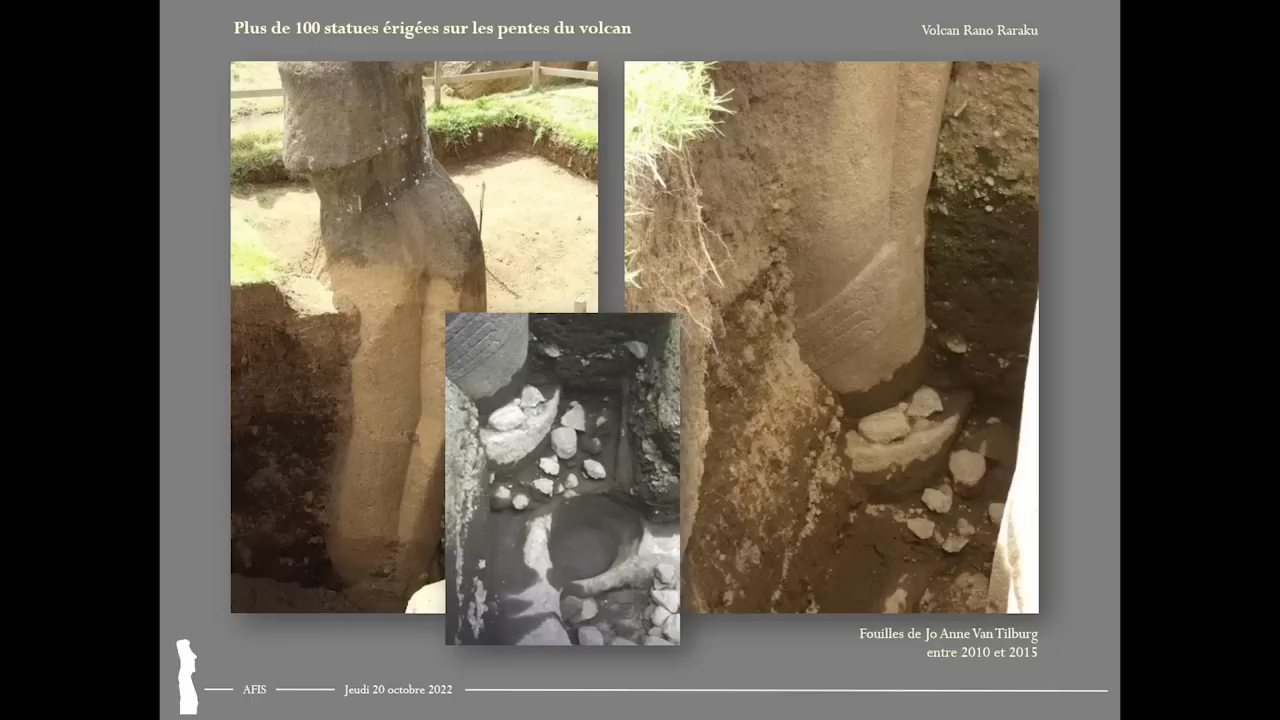 Plus de 100 statues érigées sur les pentes du volcan
Volcan Rano Raraku
Fouilles de Jo Anne Van Tilburg
entre 2010 et 2015
AFIS
Jeudi 20 octobre 2022